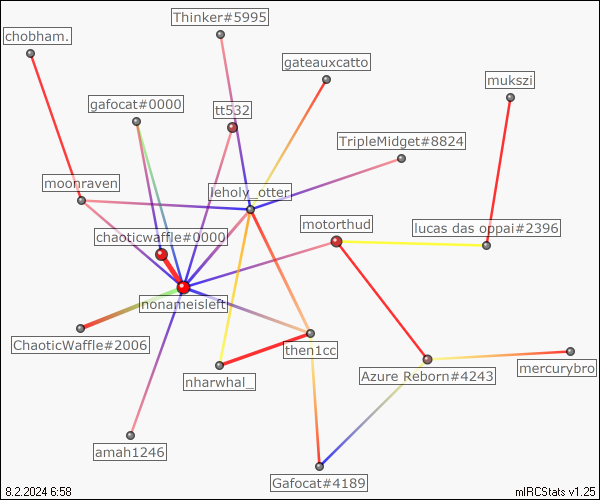 Thinker#5995
chobham.
gateauxcatto
mukszi
gafocat#0000
tt532
TripleMidget#8824
moonraven
leholy_otter
motorthud
lucas das oppai#2396
chaoticwaffle#0000
nonameisleft
ChaoticWaffle#2006
then1cc
mercurybro
nharwhal_
Azure Reborn#4243
amah1246
Gafocat#4189
8.2.2024 6:58
mIRCStats v1.25